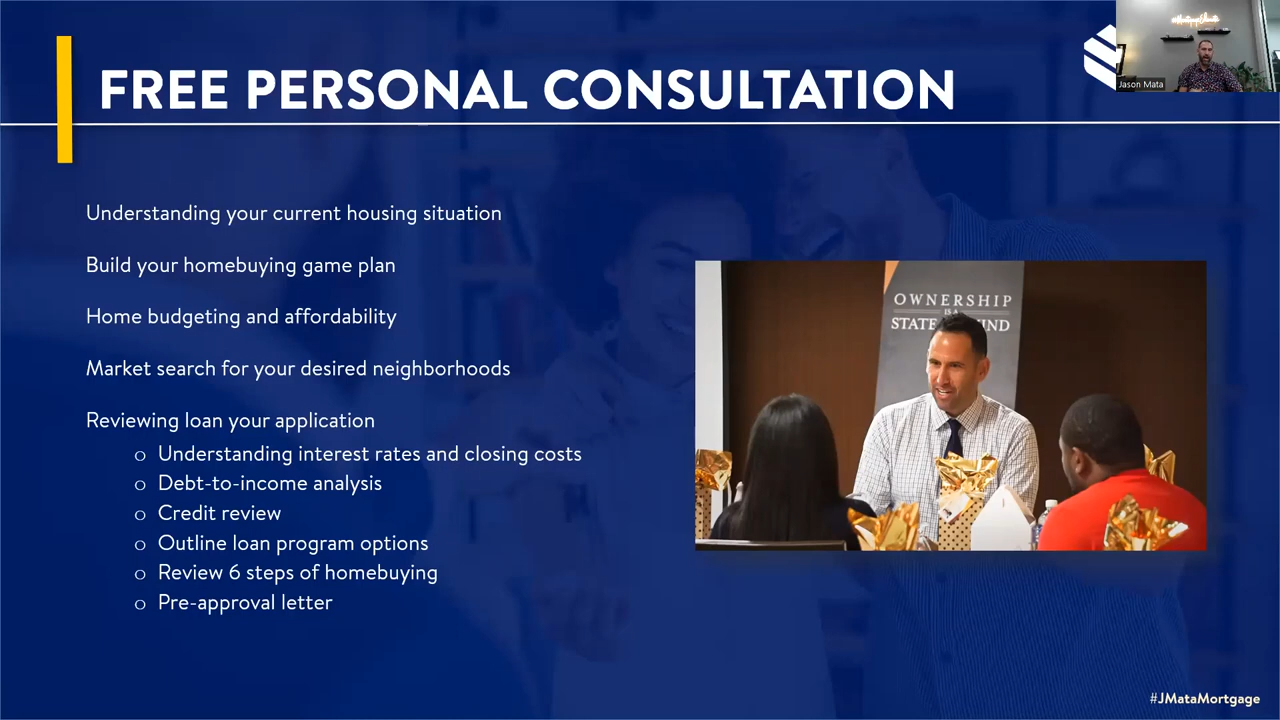 FREE PERSONAL CONSULTATION
Jason Mata
Understanding your current housing situation
Build your homebuying game plan
Home budgeting and affordability
Market search for your desired neighborhoods
Reviewing loan your application
o Understanding interest rates and closing costs
o Debt-to-income analysis
o Credit review
o Outline loan program options
o Review 6 steps of homebuying
o Pre-approval letter
OWNERSHIP
IS A
STATE
#JMataMortgage